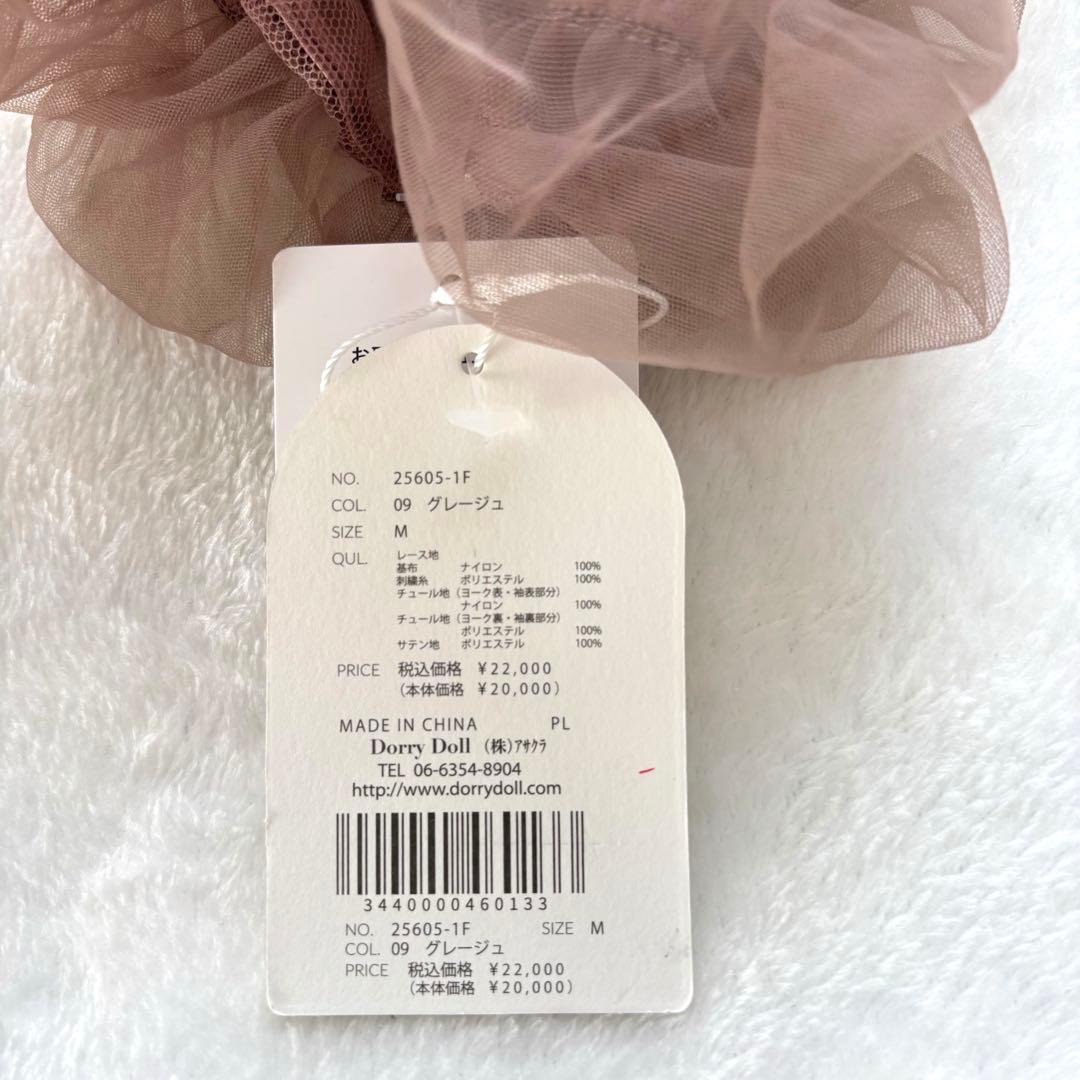 お
NO. 25605-1F
COL. 09 グレージュ
SIZE M
QUL. レース地
基布 ナイロン 100%
刺繍糸 ポリエステル 100%
チュール地(ヨーク表・袖表部分)
ナイロン 100%
チュール地(ヨーク裏・袖裏部分)
ポリエステル 100%
サテン地 ポリエステル 100%
PRICE 税込価格 ¥22,000
(本体価格 ¥20,000)
MADE IN CHINA PL
Dorry Doll (株)アサクラ
TEL 06-6354-8904
http://www.dorrydoll.com
3440000460133
NO. 25605-1F SIZE M
COL. 09 グレージュ
PRICE 税込価格 ¥22,000
(本体価格 ¥20,000)